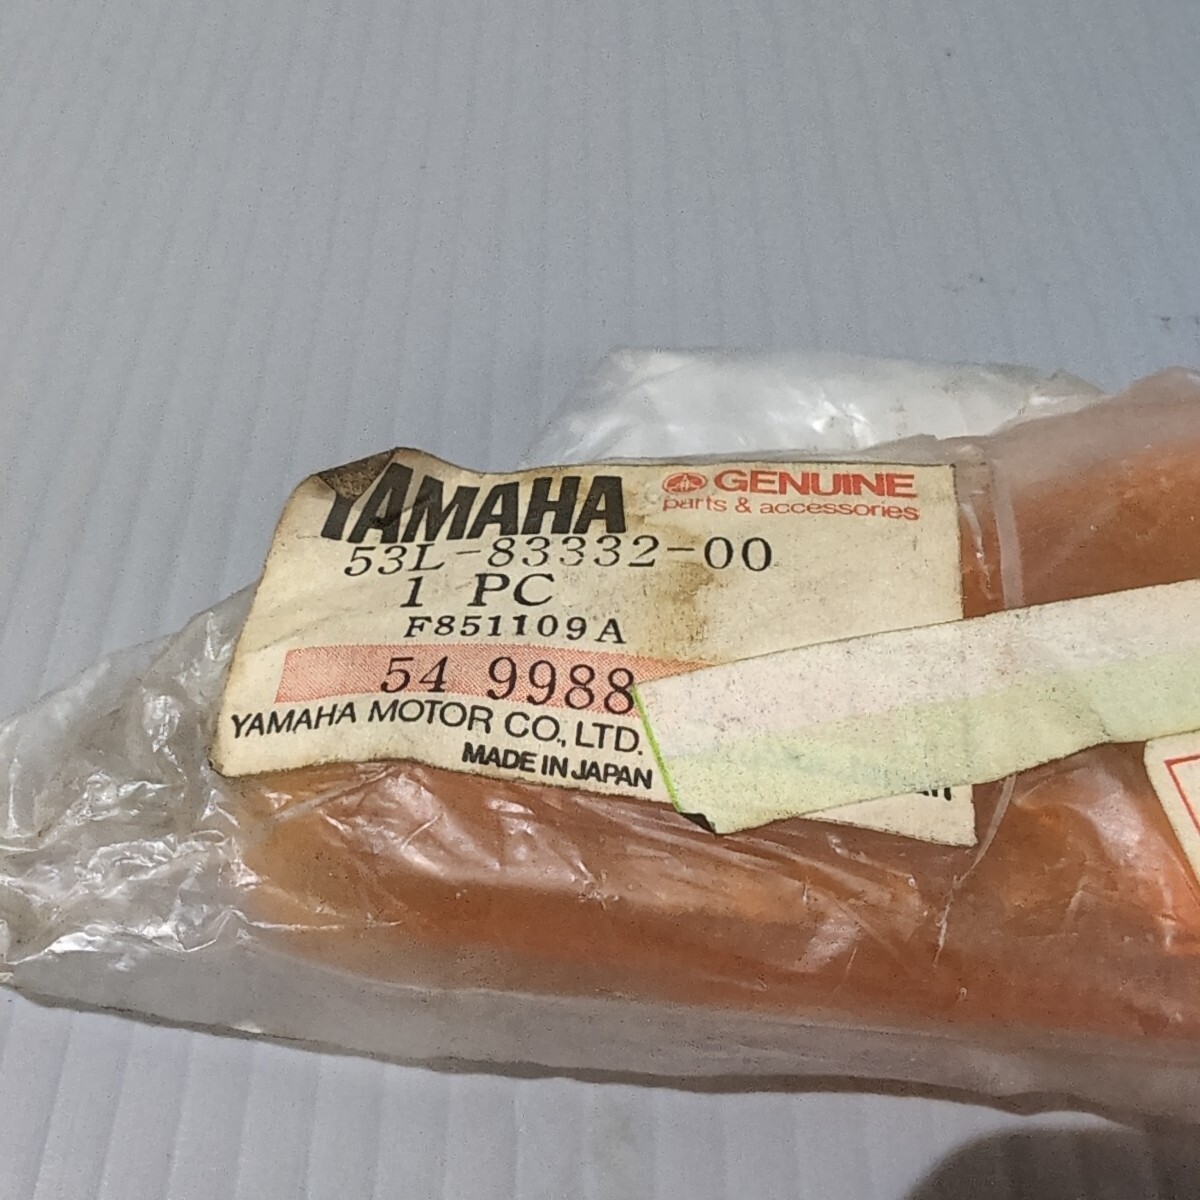 YAMAHA
GENUINE
parts & accessories
53L-83332-00
1 PC
F851109A
54 9988
YAMAHA MOTOR CO., LTD.
MADE IN JAPAN